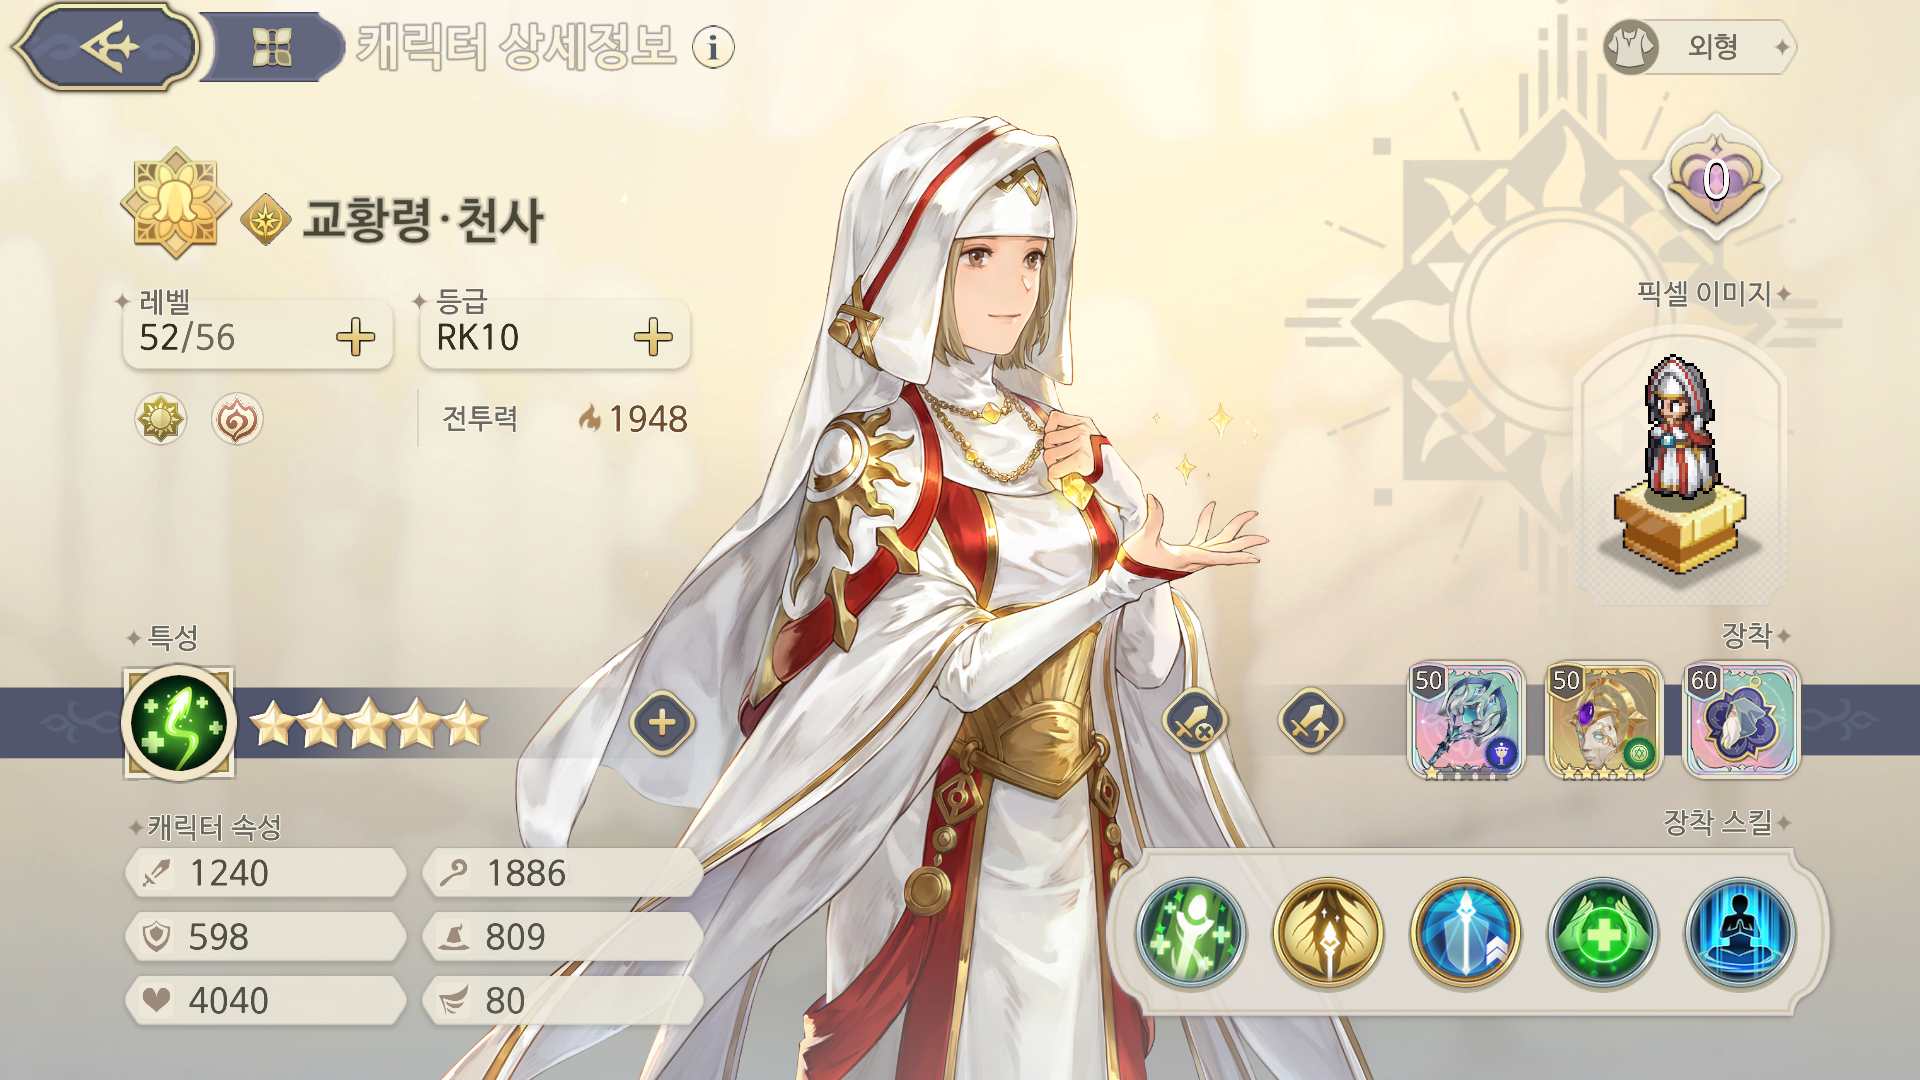 캐릭터 상세정보 i
외형
0
교황령·천사
레벨
52/56
등급
RK10
전투력 1948
픽셀 이미지
특성
장착
50
50
60
캐릭터 속성
장착 스킬
1240
1886
598
809
4040
80